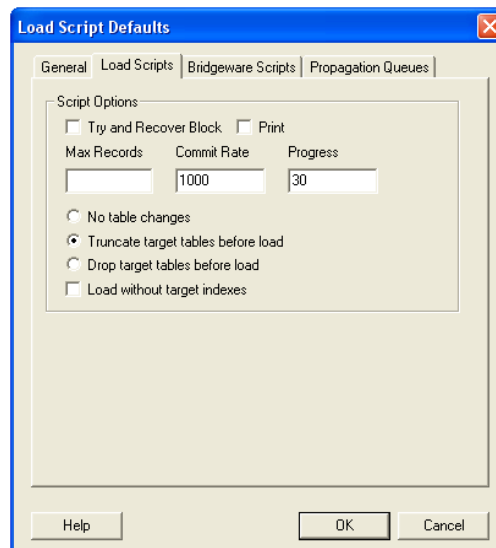 Load Script Defaults
General Load Scripts Bridgeware Scripts Propagation Queues
Script Options
Try and Recover Block Print
Max Records Commit Rate Progress
1000 30
No table changes
Truncate target tables before load
Drop target tables before load
Load without target indexes
Help OK Cancel